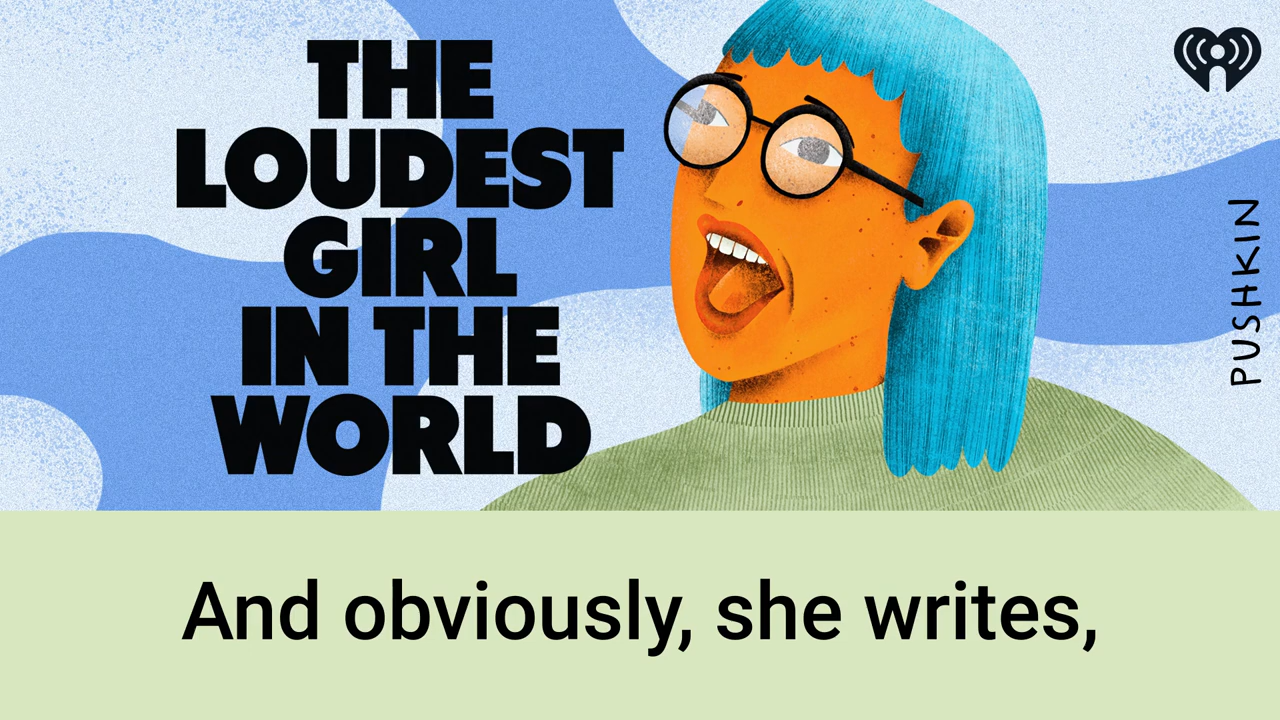 THE
LOUDEST
GIRL
IN THE
WORLD
PUSHKIN
And obviously, she writes,